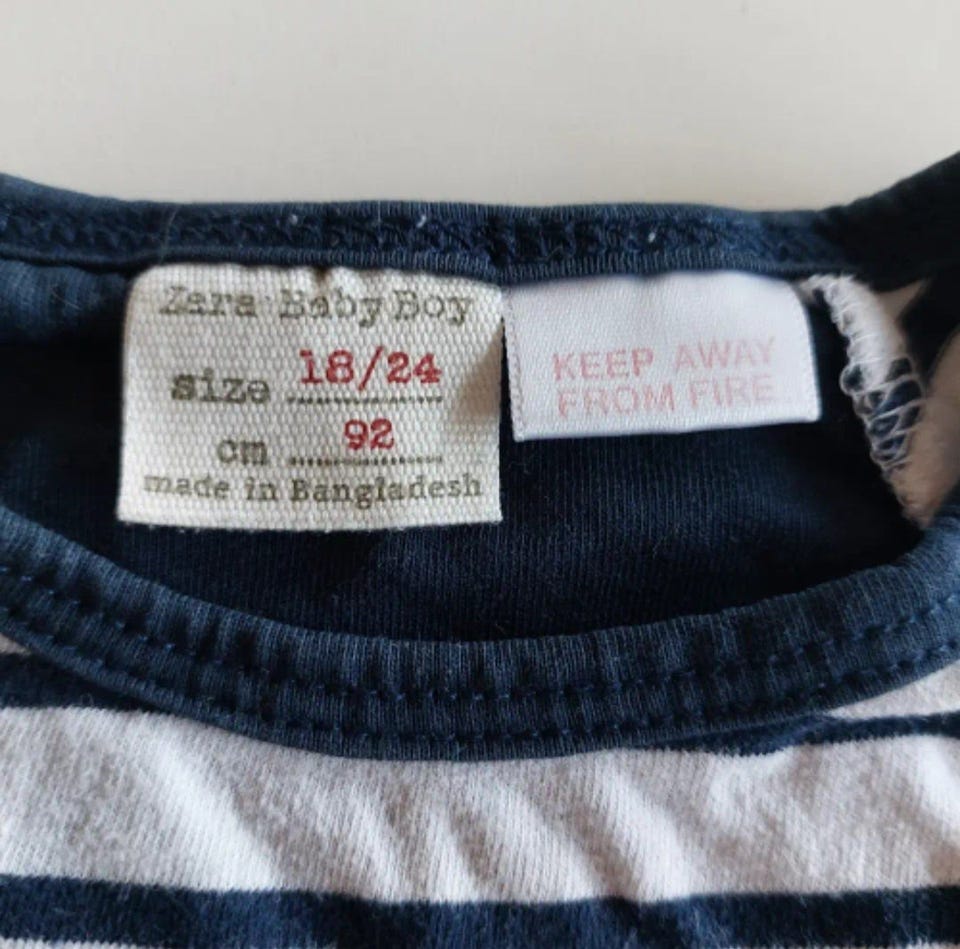 Zara Baby Boy
size 18/24
cm 92
made in Bangladesh
KEEP AWAY
FROM FIRE